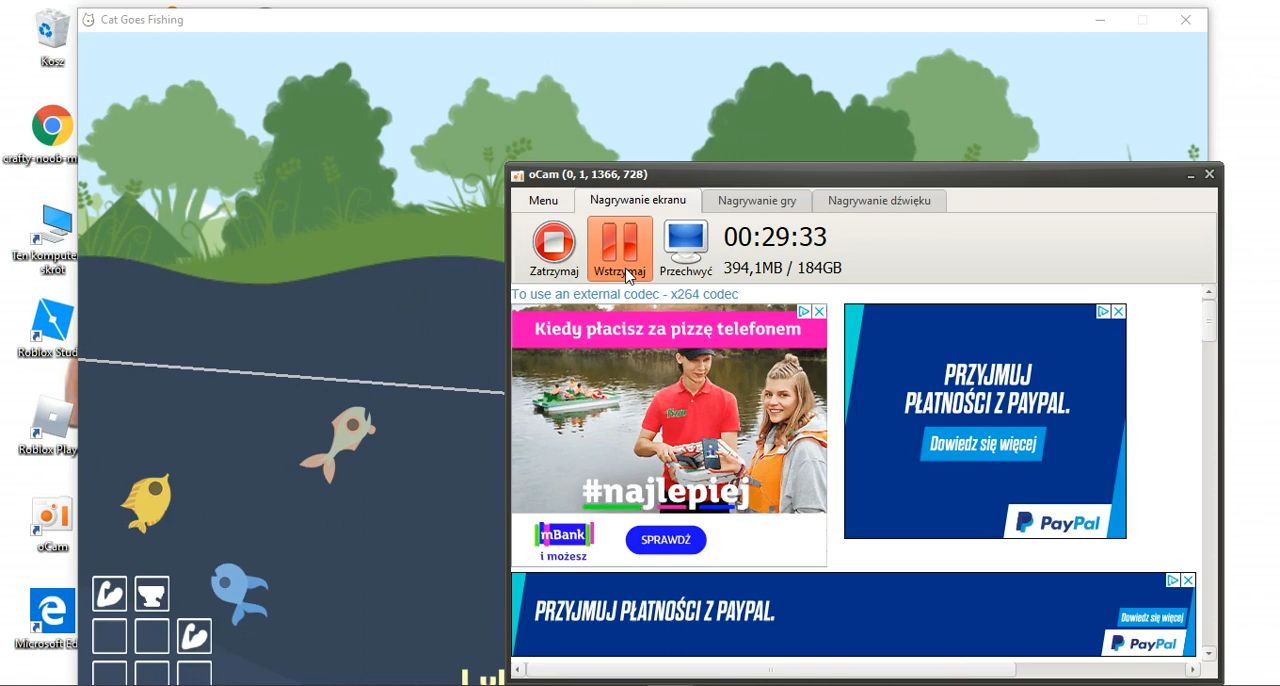 Cat Goes Fishing
Kosz
crafty-noob-m
Ten komputer
skrót
Roblox Stud
Roblox Play
oCam
Microsoft Ed
oCam (0, 1, 1366, 728)
Menu
Nagrywanie ekranu
Nagrywanie gry
Nagrywanie dźwięku
Zatrzymaj
Wstrzymaj
Przechwyć
00:29:33
394,1MB / 184GB
To use an external codec - x264 codec
Kiedy płacisz za pizzę telefonem
#najlepiej
mBank
i możesz
SPRAWDŹ
PRZYJMUJ
PŁATNOŚCI Z PAYPAL.
Dowiedz się więcej
PayPal
PRZYJMUJ PŁATNOŚCI Z PAYPAL.
Dowiedz się więcej
PayPal